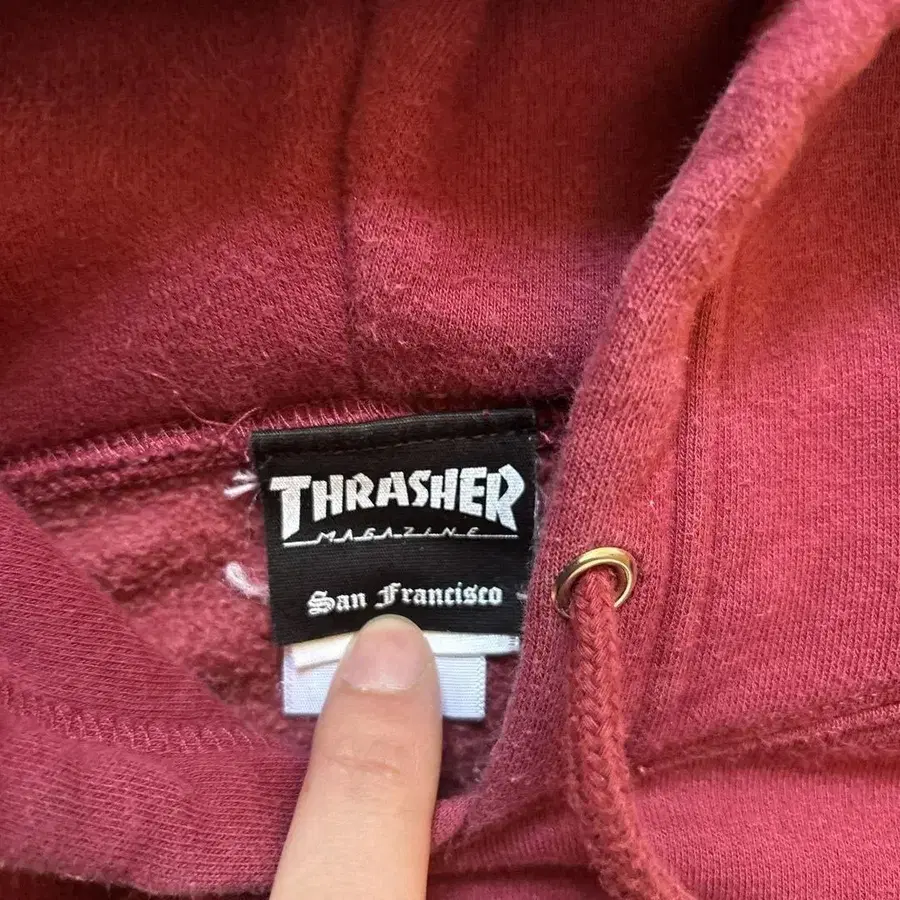 THRASHER
MAGAZINE
San Francisco